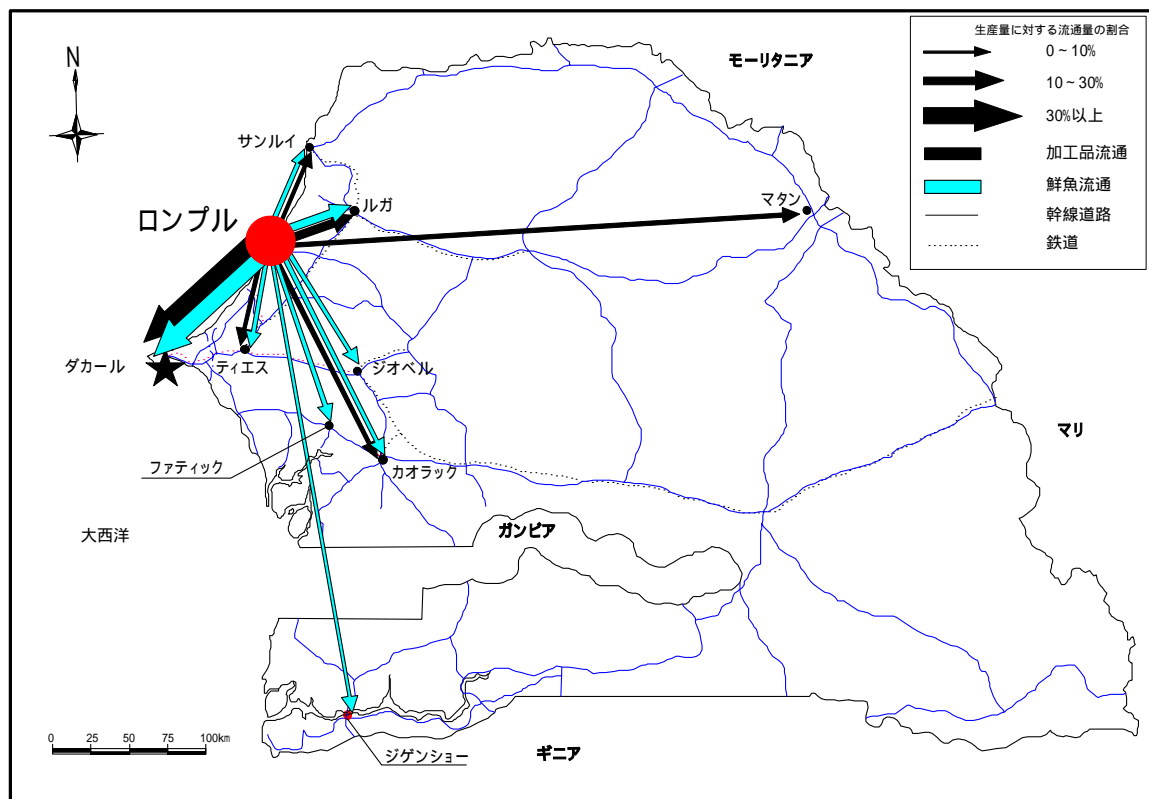 生産量に対する流通量の割合
0~10%
10~30%
30%以上
加工品流通
鮮魚流通
幹線道路
鉄道
N
モーリタニア
サンルイ
マタン
ルガ
ロンプル
ダカール
ティエス
ジオベル
マリ
ファティック
カオラック
ガンビア
大西洋
0 25 50 75 100km
ジゲンショー
ギニア